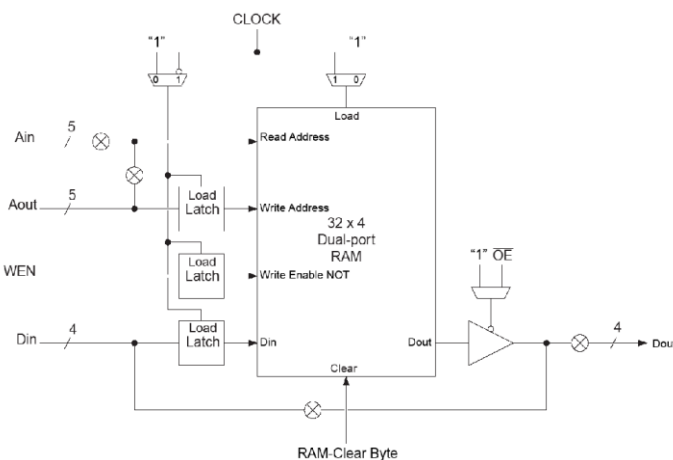 CLOCK
"1"
"1"
0 1
1 0
Load
Ain
5
Read Address
Aout
5
Load
Latch
Write Address
32 x 4
Dual-port
RAM
"1" OE
WEN
Load
Latch
Write Enable NOT
Din
4
Load
Latch
Din
Dout
4
Dou
Clear
RAM-Clear Byte